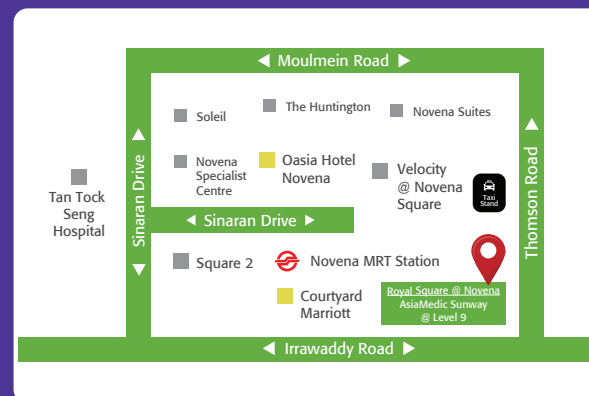 Moulmein Road
Soleil
The Huntington
Novena Suites
Novena
Specialist
Centre
Oasia Hotel
Novena
Velocity
@ Novena
Square
Taxi
Stand
Tan Tock
Seng
Hospital
Sinaran Drive
Thomson Road
Sinaran Drive
Square 2
Novena MRT Station
Courtyard
Marriott
Royal Square @ Novena
AsiaMedic Sunway
@ Level 9
Irrawaddy Road